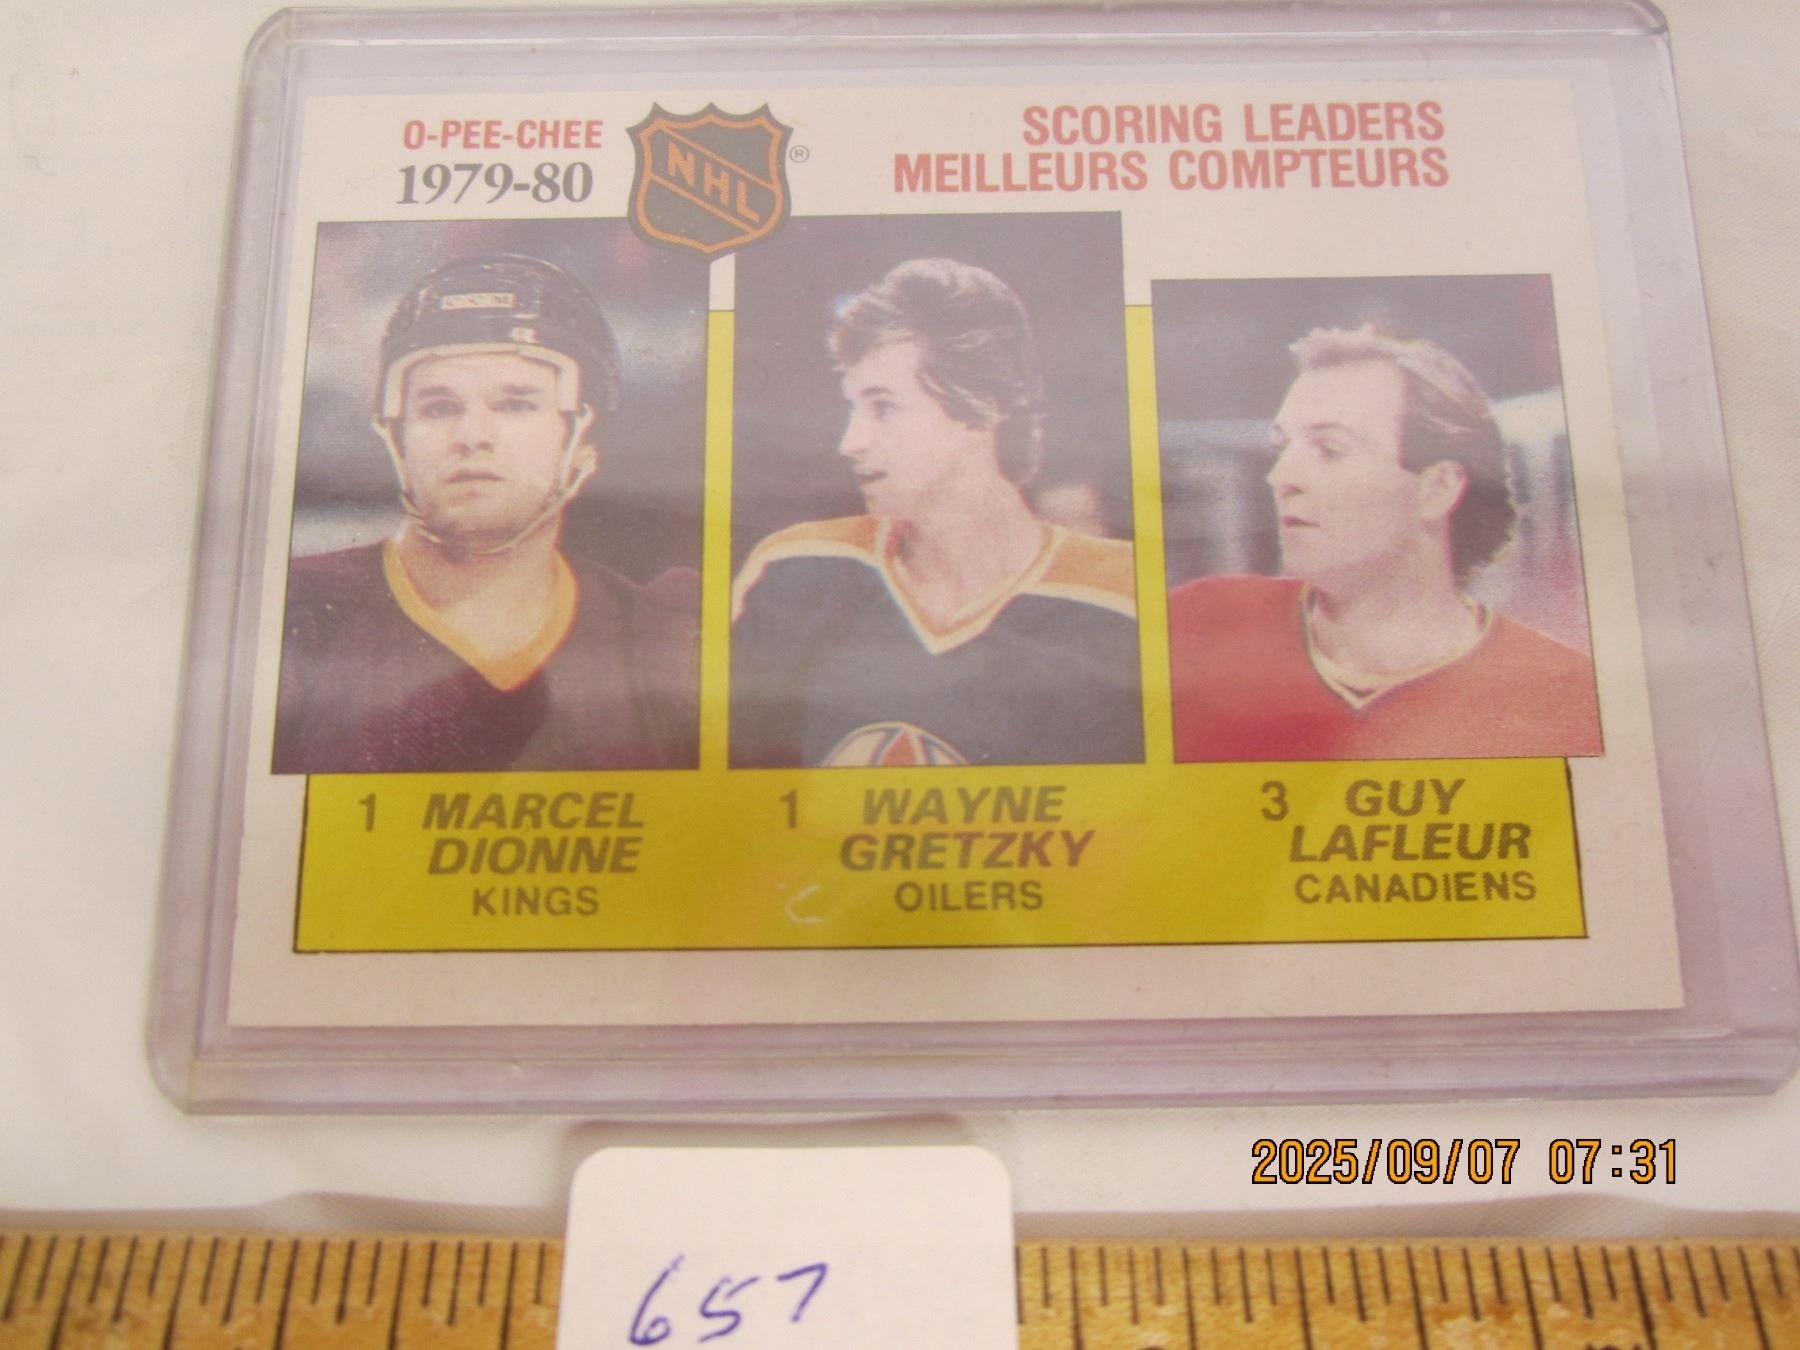 O-PEE-CHEE
1979-80
NHL
®
SCORING LEADERS
MEILLEURS COMPTEURS
1 MARCEL
DIONNE
KINGS
1 WAYNE
GRETZKY
OILERS
3 GUY
LAFLEUR
CANADIENS
2025/09/07 07:31
657